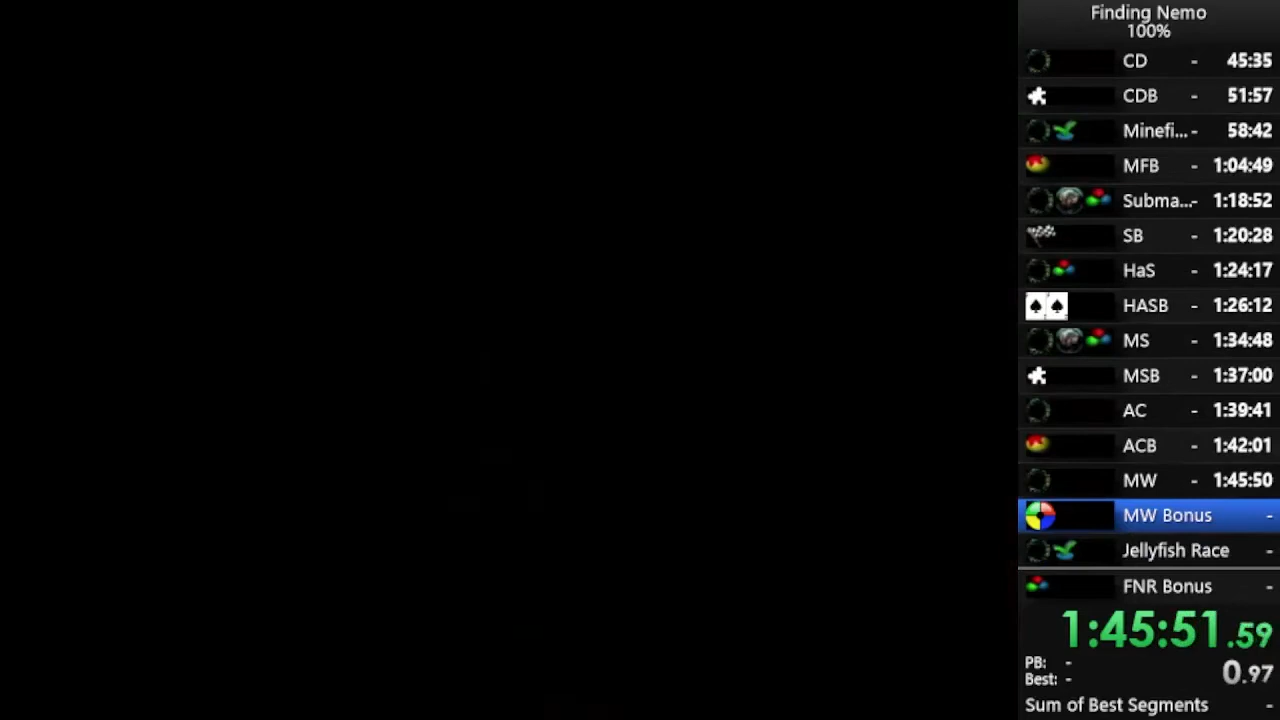 Finding Nemo
100%
CD - 45:35
CDB - 51:57
Minefi... - 58:42
MFB - 1:04:49
Subma... - 1:18:52
SB - 1:20:28
HaS - 1:24:17
HASB - 1:26:12
MS - 1:34:48
MSB - 1:37:00
AC - 1:39:41
ACB - 1:42:01
MW - 1:45:50
MW Bonus -
Jellyfish Race -
FNR Bonus -
1:45:51.59
PB: - 
Best: - 0.97
Sum of Best Segments -